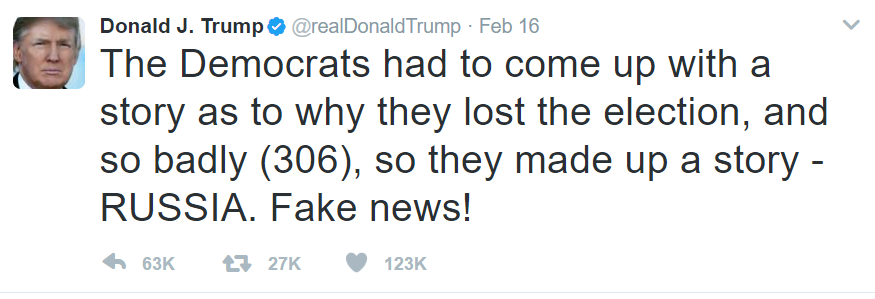 Donald J. Trump @realDonaldTrump · Feb 16
The Democrats had to come up with a
story as to why they lost the election, and
so badly (306), so they made up a story -
RUSSIA. Fake news!
63K 27K 123K